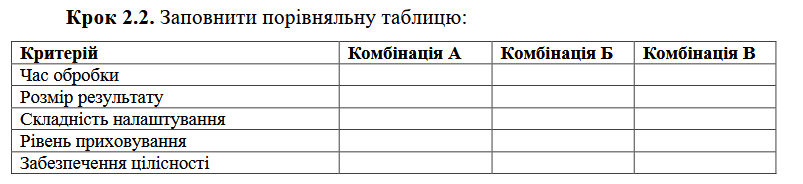 Крок 2.2. Заповнити порівняльну таблицю:
Критерій Комбінація А Комбінація Б Комбінація В
Час обробки
Розмір результату
Складність налаштування
Рівень приховування
Забезпечення цілісності